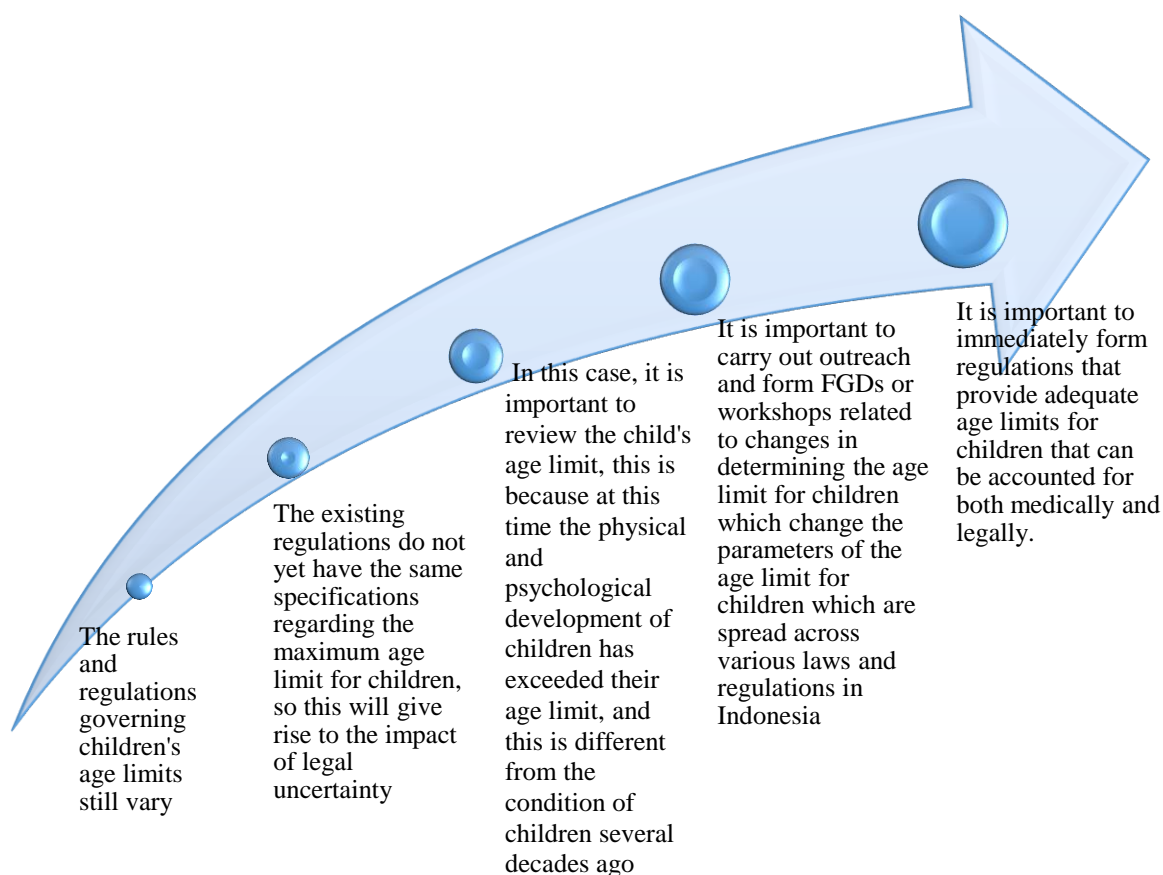 The rules
and
regulations
governing
children's
age limits
still vary
The existing
regulations do not
yet have the same
specifications
regarding the
maximum age
limit for children,
so this will give
rise to the impact
of legal
uncertainty
In this case, it is
important to
review the child's
age limit, this is
because at this
time the physical
and
psychological
development of
children has
exceeded their
age limit, and
this is different
from the
condition of
children several
decades ago
It is important to
carry out outreach
and form FGDs or
workshops related
to changes in
determining the age
limit for children
which change the
parameters of the
age limit for
children which are
spread across
various laws and
regulations in
Indonesia
It is important to
immediately form
regulations that
provide adequate
age limits for
children that can
be accounted for
both medically and
legally.